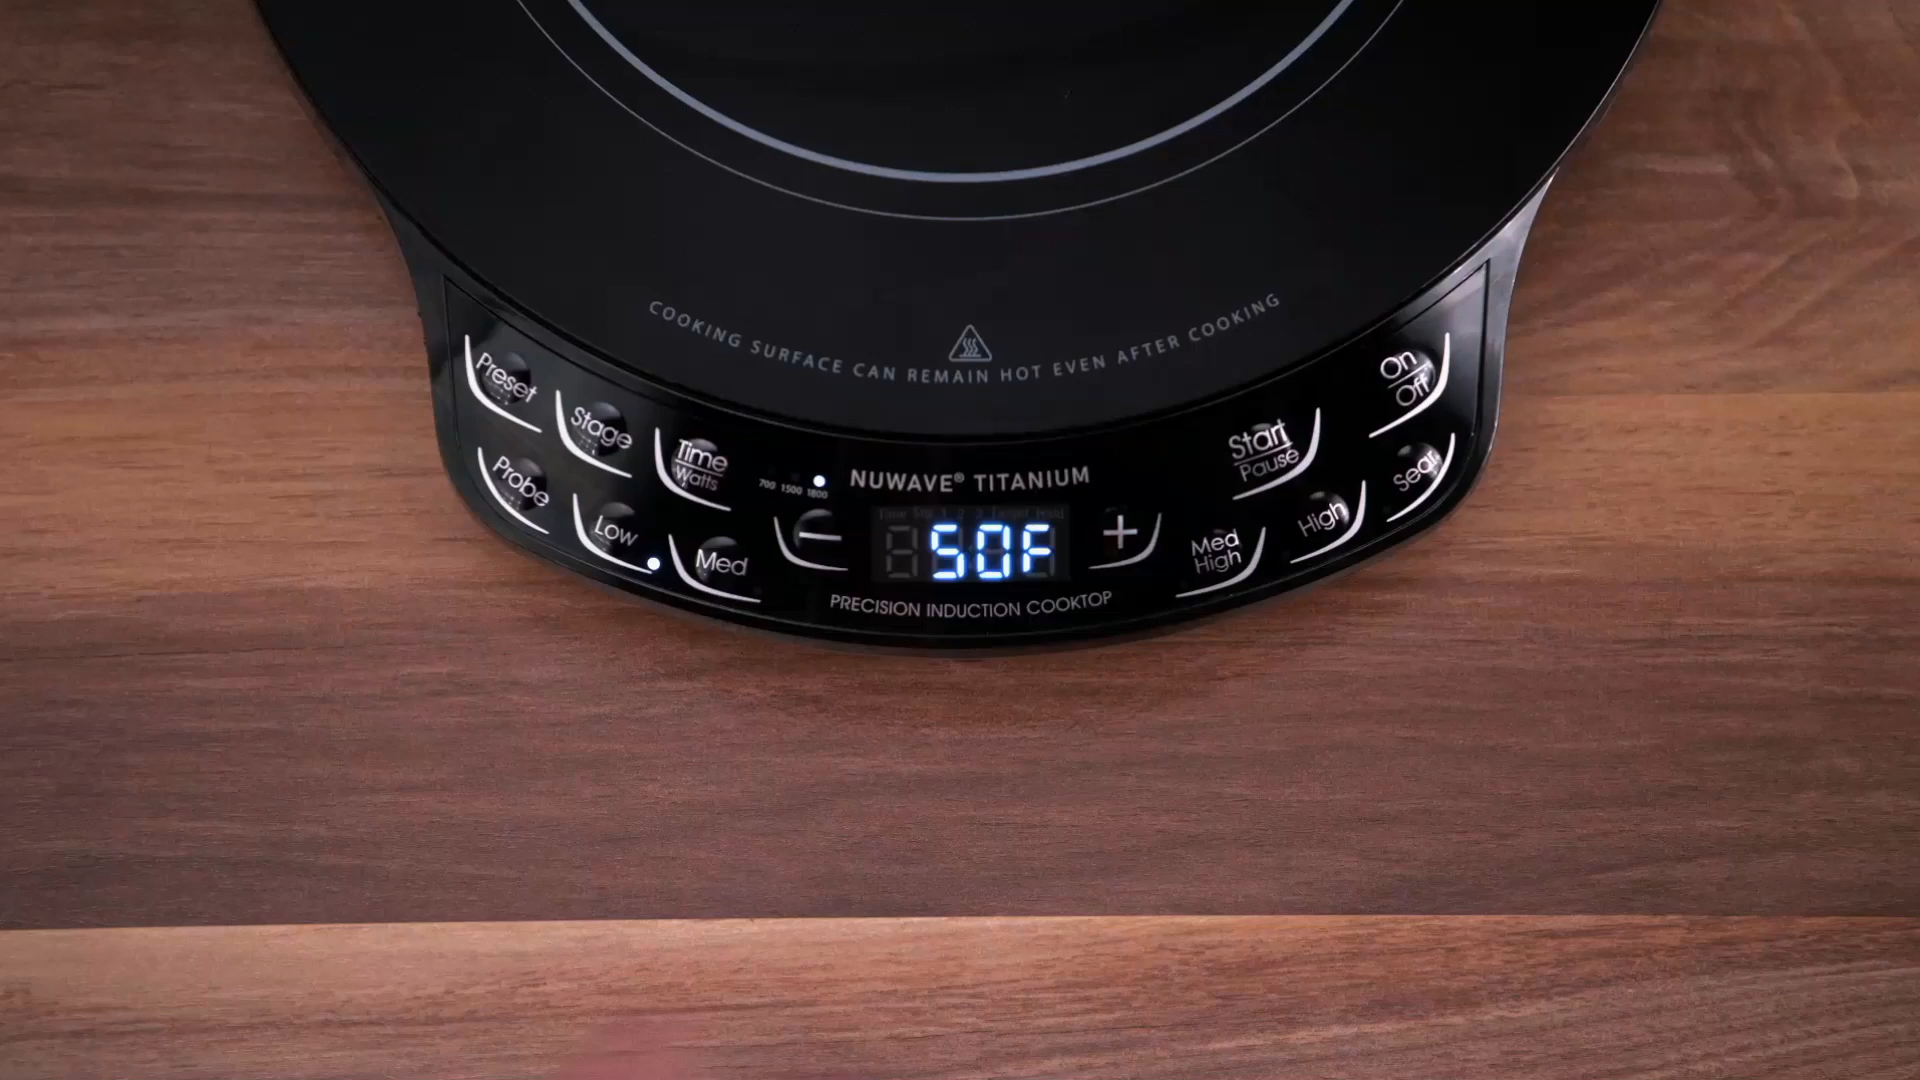 COOKING SURFACE CAN REMAIN HOT EVEN AFTER COOKING
Preset
Stage
Time
Watts
Probe
Low
Med
700 1500 1800
NUWAVE® TITANIUM
50F
PRECISION INDUCTION COOKTOP
On
Off
Start
Pause
Sear
High
Med
High